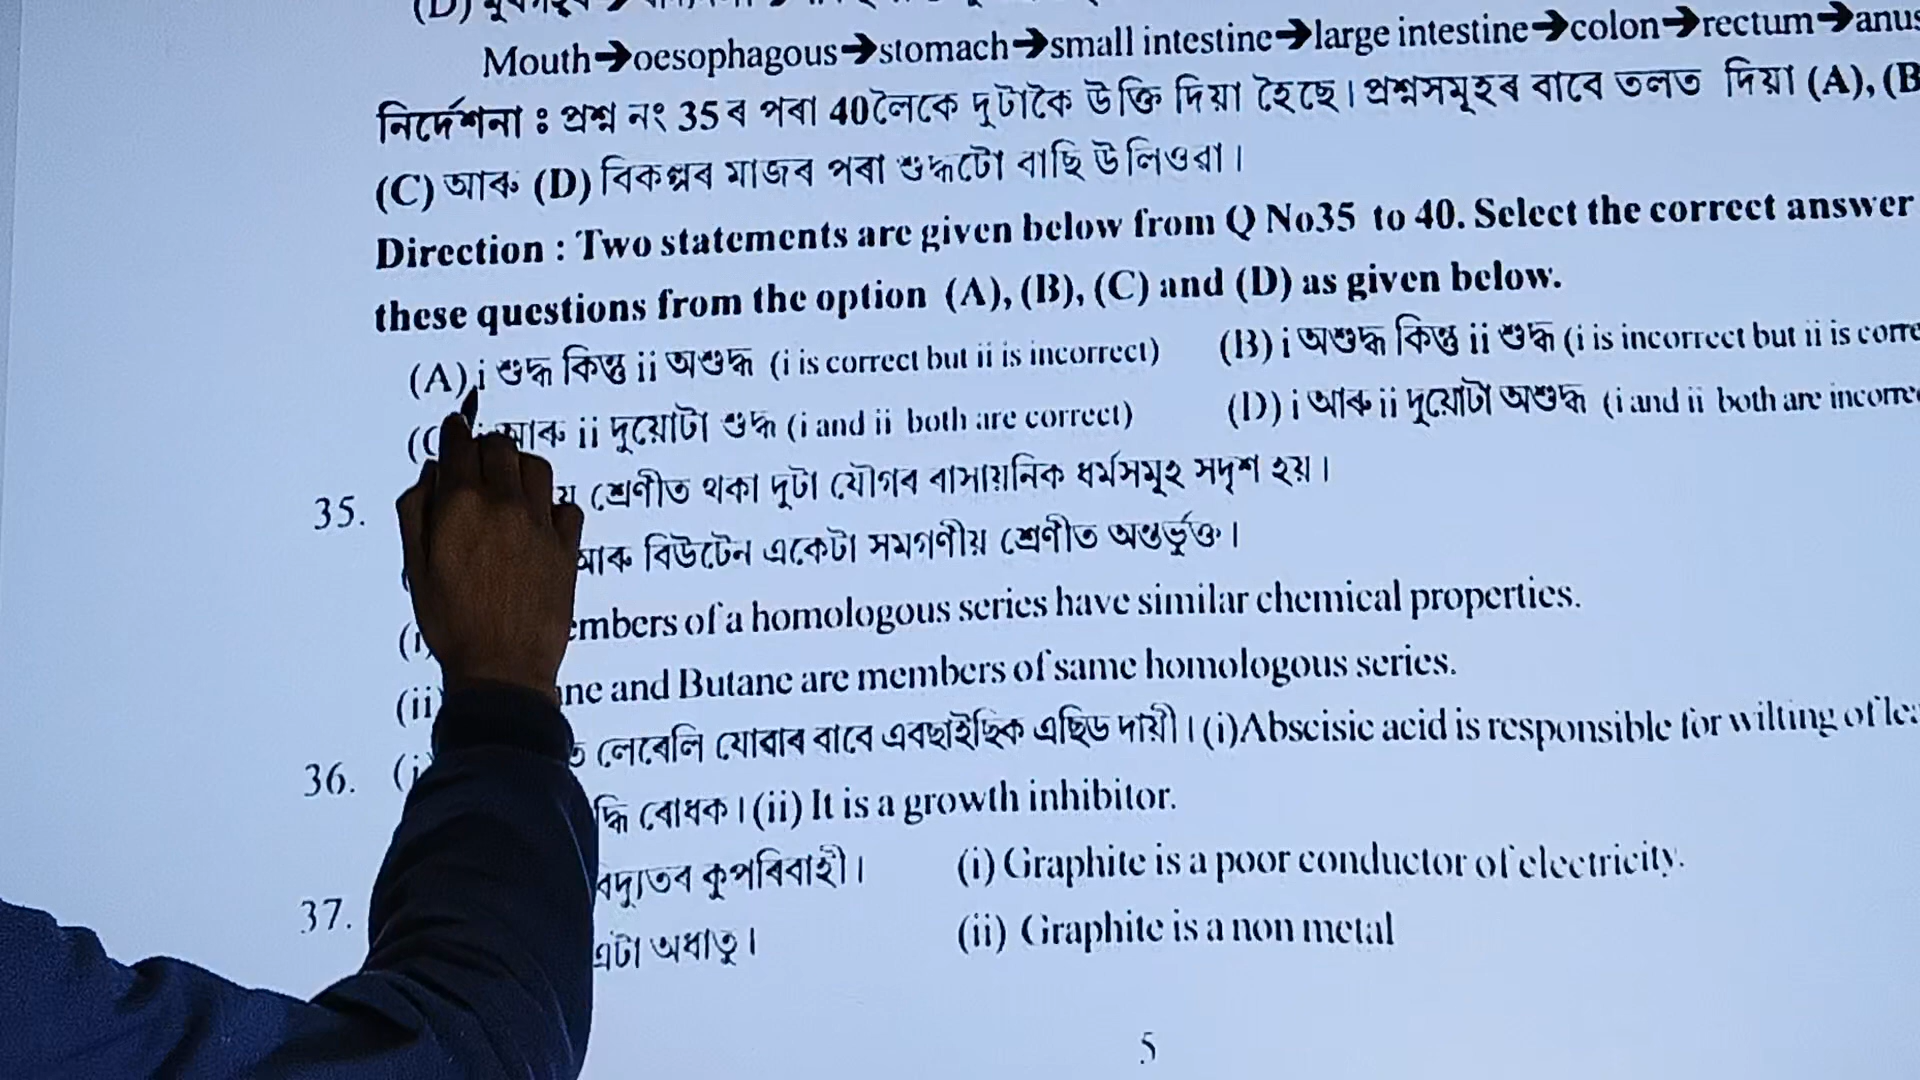 (D)
Mouth➔oesophagous➔stomach➔small intestine➔large intestine➔colon➔rectum➔anus
নিৰ্দেশনা ঃ প্ৰশ্ন নং 35 ৰ পৰা 40লৈকে দুটাকৈ উক্তি দিয়া হৈছে। প্ৰশ্নসমূহৰ বাবে তলত দিয়া (A), (B
(C) আৰু (D) বিকল্পৰ মাজৰ পৰা শুদ্ধটো বাছি উলিওৱা।
Direction : Two statements are given below from Q No35 to 40. Select the correct answer
these questions from the option (A), (B), (C) and (D) as given below.
(A) i শুদ্ধ কিন্তু ii অশুদ্ধ (i is correct but ii is incorrect) (B) i অশুদ্ধ কিন্তু ii শুদ্ধ (i is incorrect but ii is corre
(C আৰু ii দুয়োটা শুদ্ধ (i and ii both are correct) (D) i আৰু ii দুয়োটা অশুদ্ধ (i and ii both are incorre
35. য় শ্ৰেণীত থকা দুটা যৌগৰ ৰাসায়নিক ধৰ্মসমূহ সদৃশ হয়।
আৰু বিউটেন একেটা সমগণীয় শ্ৰেণীত অন্তৰ্ভুক্ত।
(i embers of a homologous series have similar chemical properties.
(ii) ane and Butane are members of same homologous series.
36. (i ত লেৰেলি যোৱাৰ বাবে এবছাইছিক এছিড দায়ী। (i)Abscisic acid is responsible for wilting of lea
দ্ধি ৰোধক। (ii) It is a growth inhibitor.
37. বিদ্যুতৰ কুপৰিবাহী। (i) Graphite is a poor conductor of electricity.
এটা অধাতু। (ii) Graphite is a non metal
5